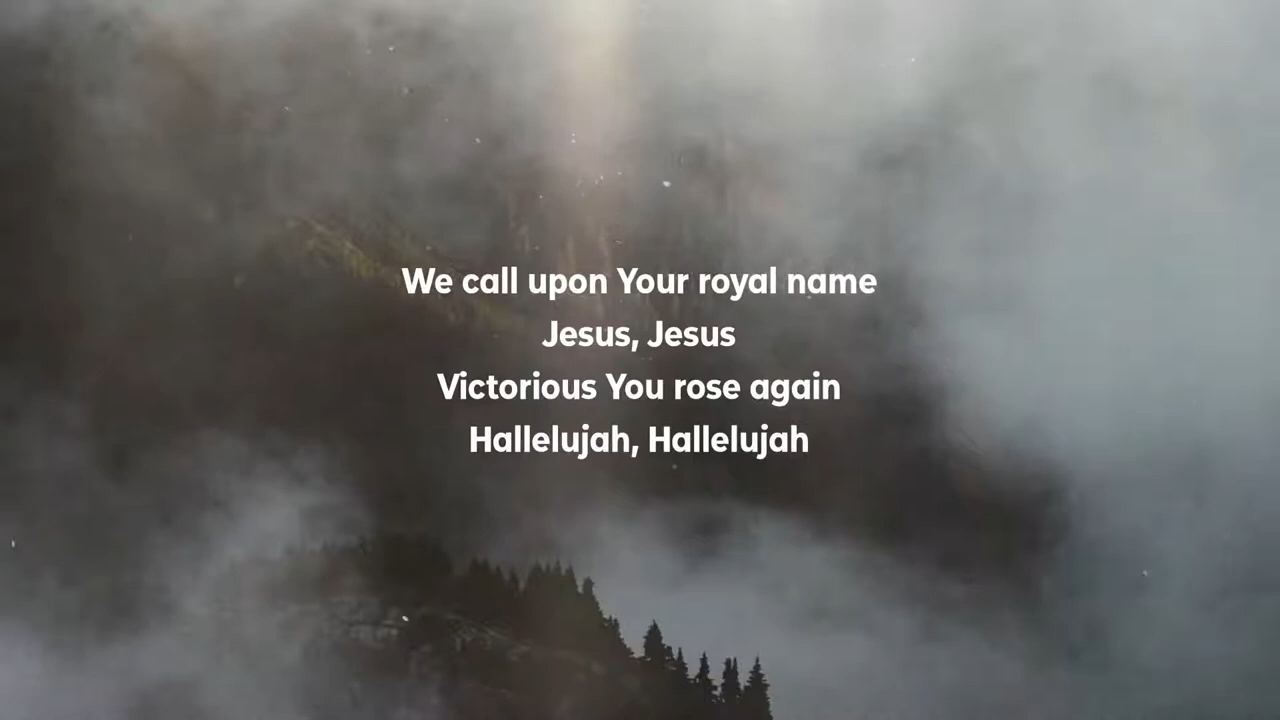 We call upon Your royal name
Jesus, Jesus
Victorious You rose again
Hallelujah, Hallelujah